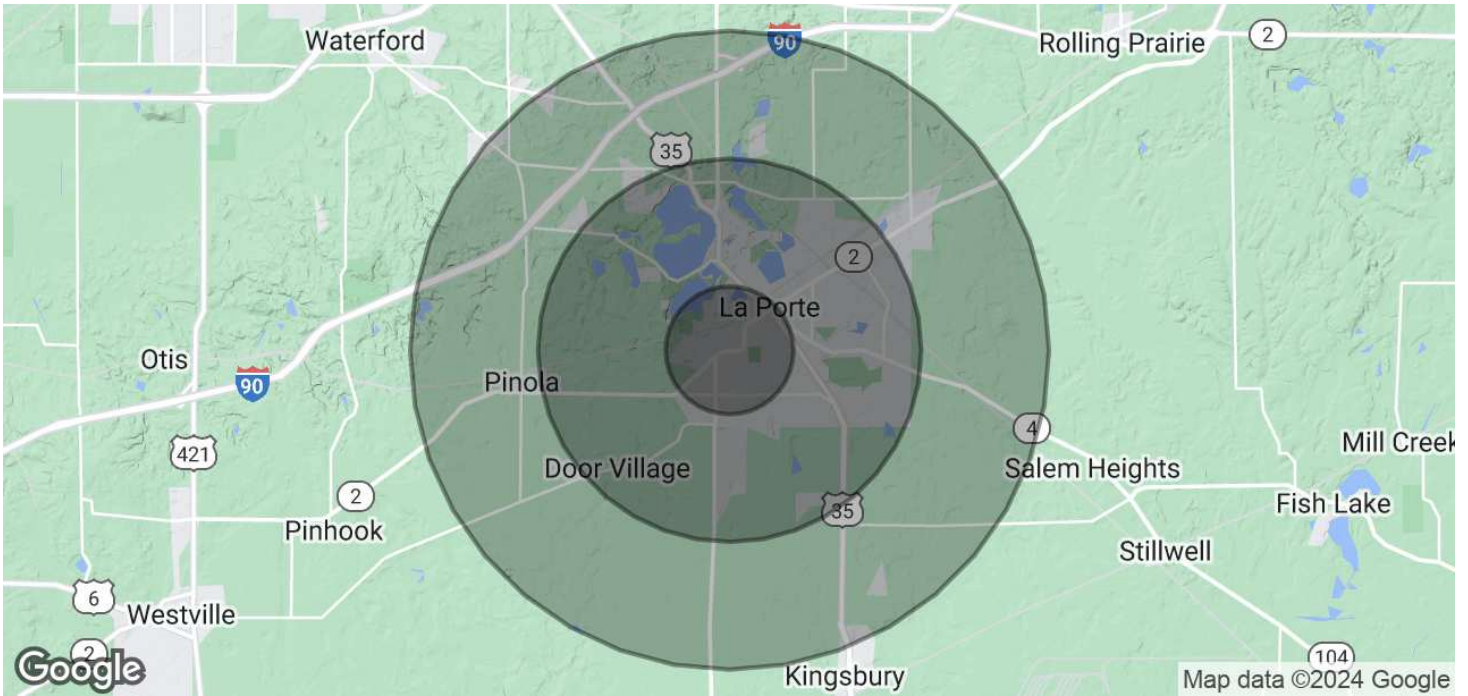 Waterford
90
Rolling Prairie
2
35
2
La Porte
Otis
90
Pinola
421
4
Mill Creek
Door Village
Salem Heights
2
Fish Lake
35
Pinhook
Stillwell
6
Westville
2
Google
104
Kingsbury
Map data ©2024 Google